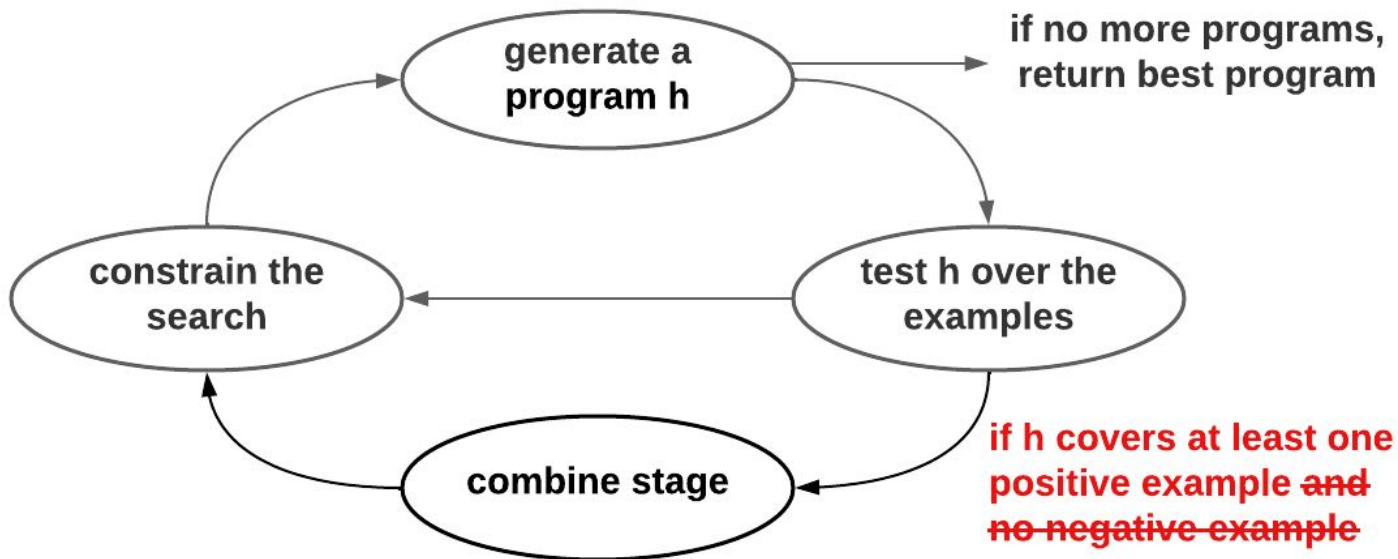 generate a
program h
if no more programs,
return best program
constrain the
search
test h over the
examples
combine stage
if h covers at least one
positive example and
no negative example